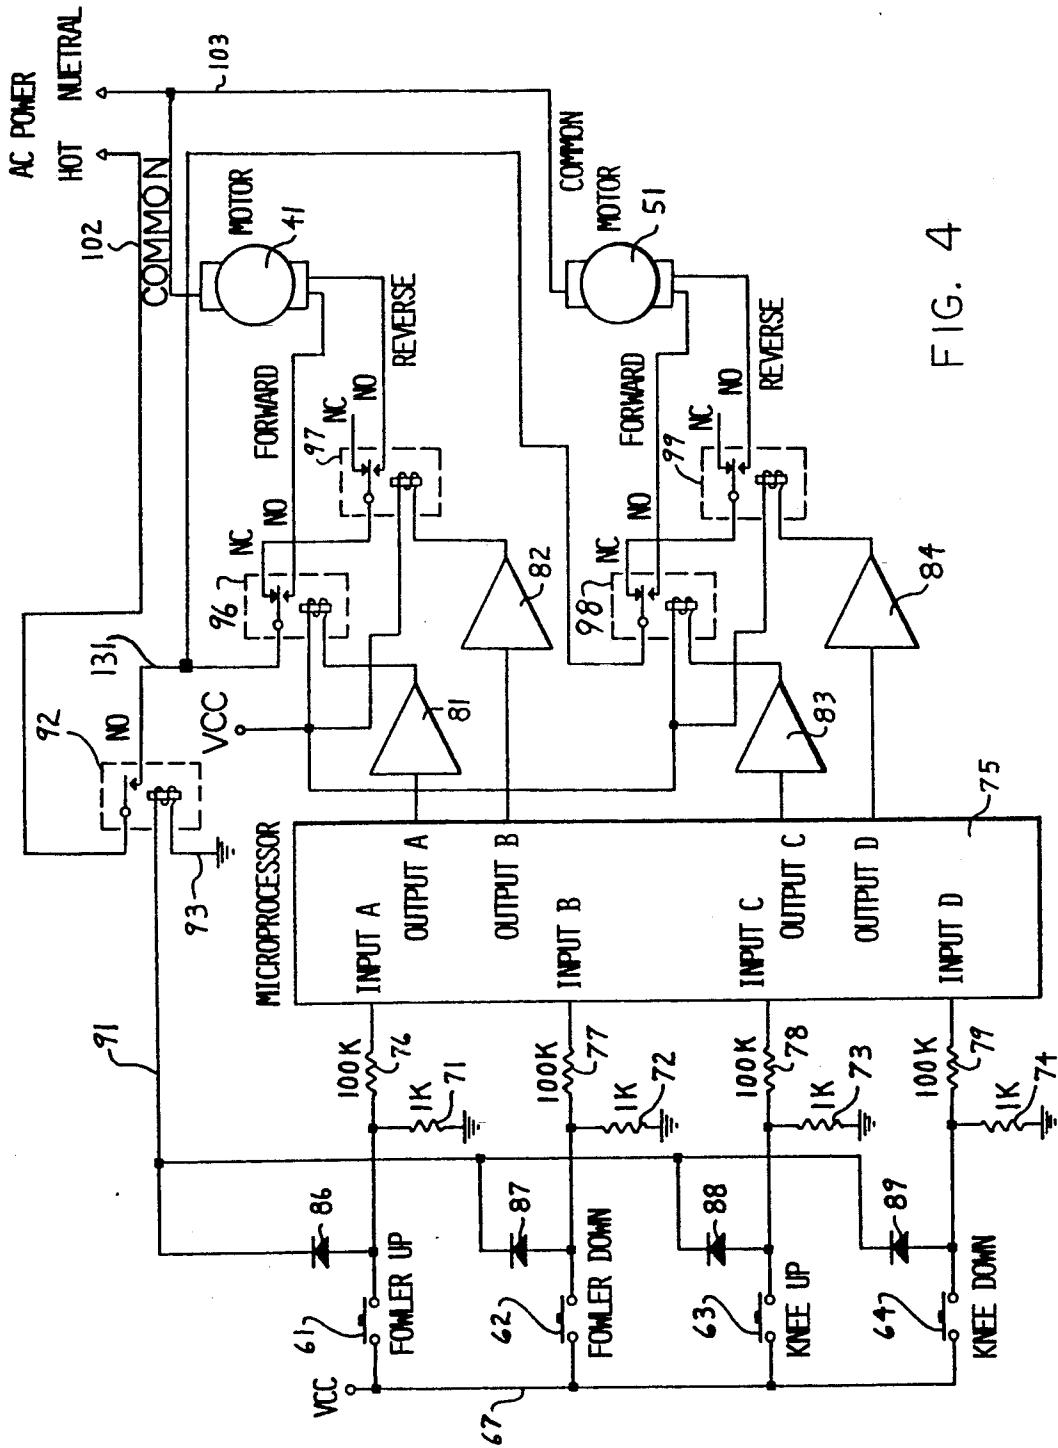 AC POWER
HOT NUETRAL
102
103
COMMON
COMMON
131
92
NO
93
91
VCC
96
NC
NO
FORWARD
97
NC
NO
REVERSE
MOTOR
41
81
82
98
NC
NO
FORWARD
99
NC
NO
REVERSE
MOTOR
51
83
84
MICROPROCESSOR
75
INPUT A
OUTPUT A
OUTPUT B
INPUT B
INPUT C
OUTPUT C
OUTPUT D
INPUT D
100K
76
1K
71
100K
77
1K
72
100K
78
1K
73
100K
79
1K
74
86
87
88
89
61
FOWLER UP
62
FOWLER DOWN
63
KNEE UP
64
KNEE DOWN
VCC
67
FIG. 4